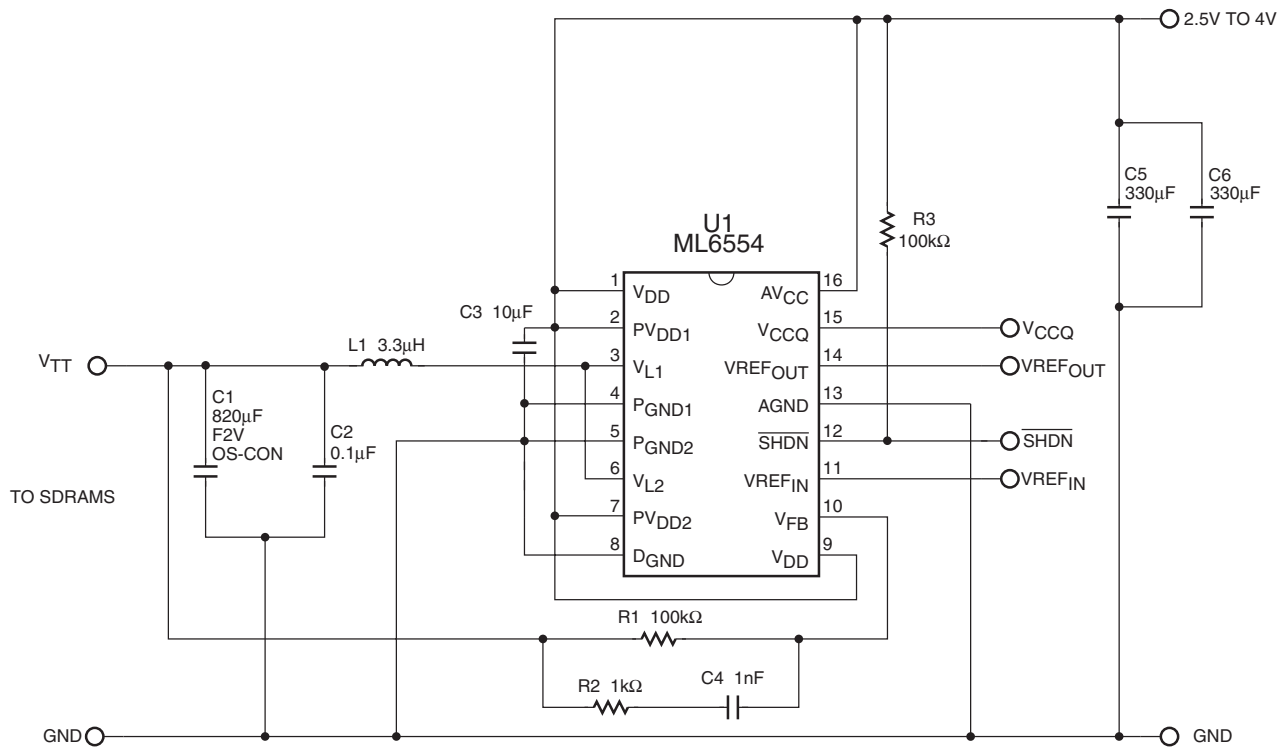 2.5V TO 4V
C5
330µF
C6
330µF
R3
100kΩ
U1
ML6554
1
VDD
2
PVDD1
3
VL1
4
PGND1
5
PGND2
6
VL2
7
PVDD2
8
DGND
16
AVCC
15
VCCQ
14
VREFOUT
13
AGND
12
SHDN
11
VREFIN
10
VFB
9
VDD
C3 10µF
L1 3.3µH
VTT
C1
820µF
F2V
OS-CON
C2
0.1µF
TO SDRAMS
VCCQ
VREFOUT
SHDN
VREFIN
R1 100kΩ
R2 1kΩ
C4 1nF
GND
GND